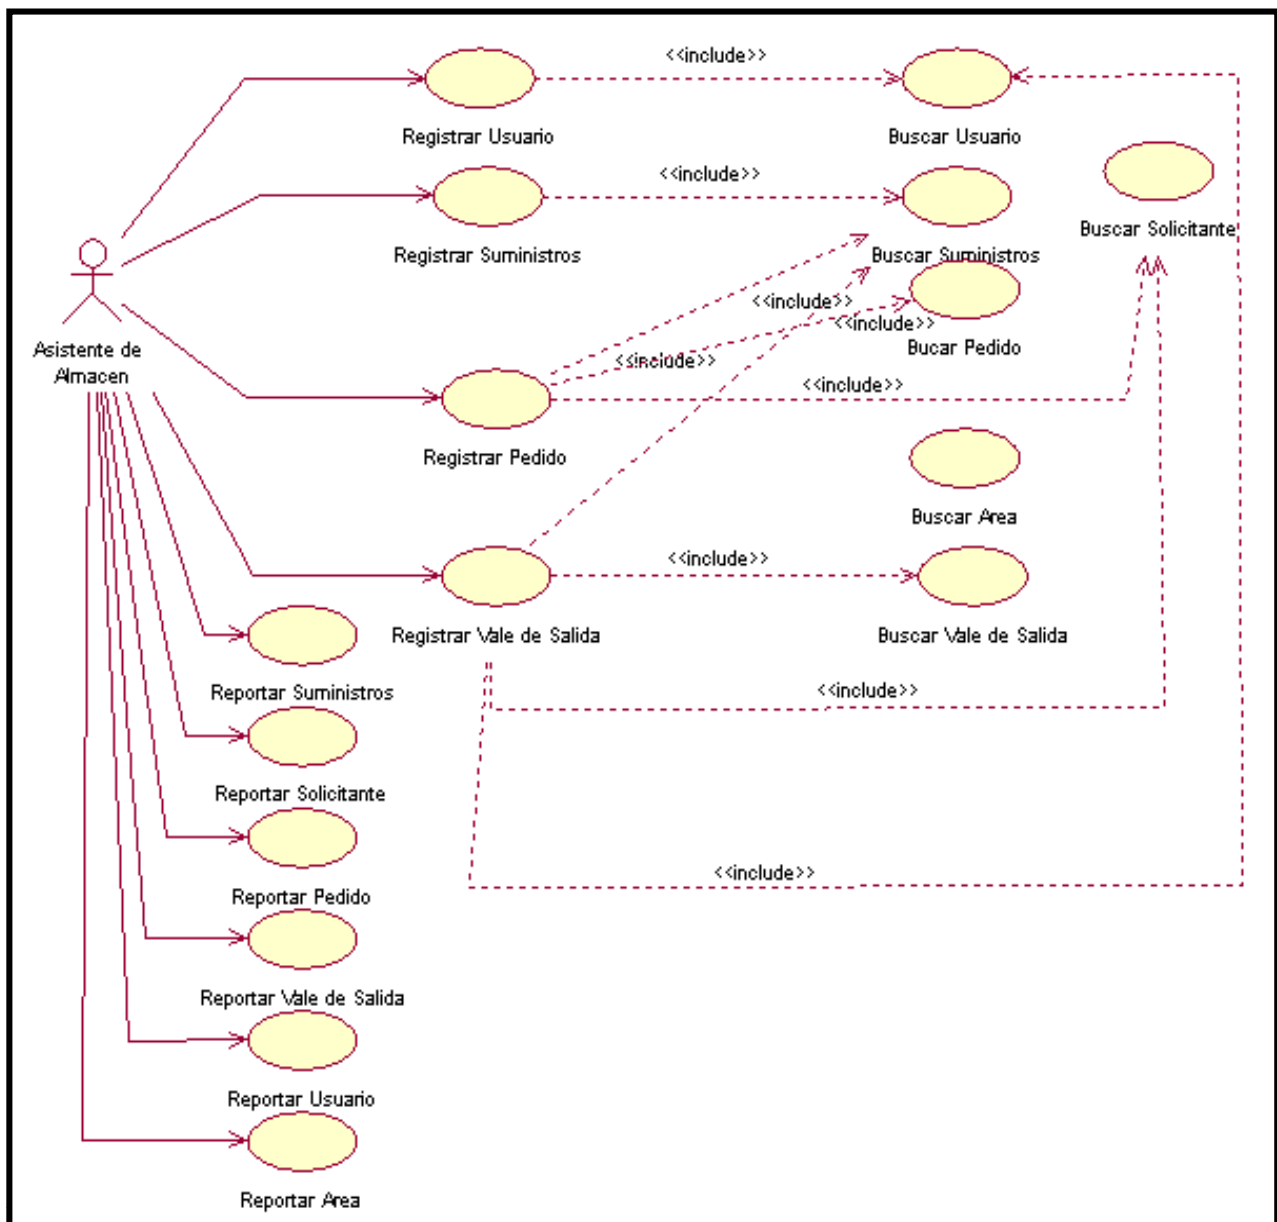 <<include>>
Registrar Usuario
Buscar Usuario
<<include>>
Registrar Suministros
Buscar Suministros
Buscar Solicitante
<<include>>
<<include>>
Bucar Pedido
Asistente de
Almacen
<<include>>
<<include>>
Registrar Pedido
Buscar Area
<<include>>
Registrar Vale de Salida
Buscar Vale de Salida
Reportar Suministros
<<include>>
Reportar Solicitante
<<include>>
Reportar Pedido
Reportar Vale de Salida
Reportar Usuario
Reportar Area